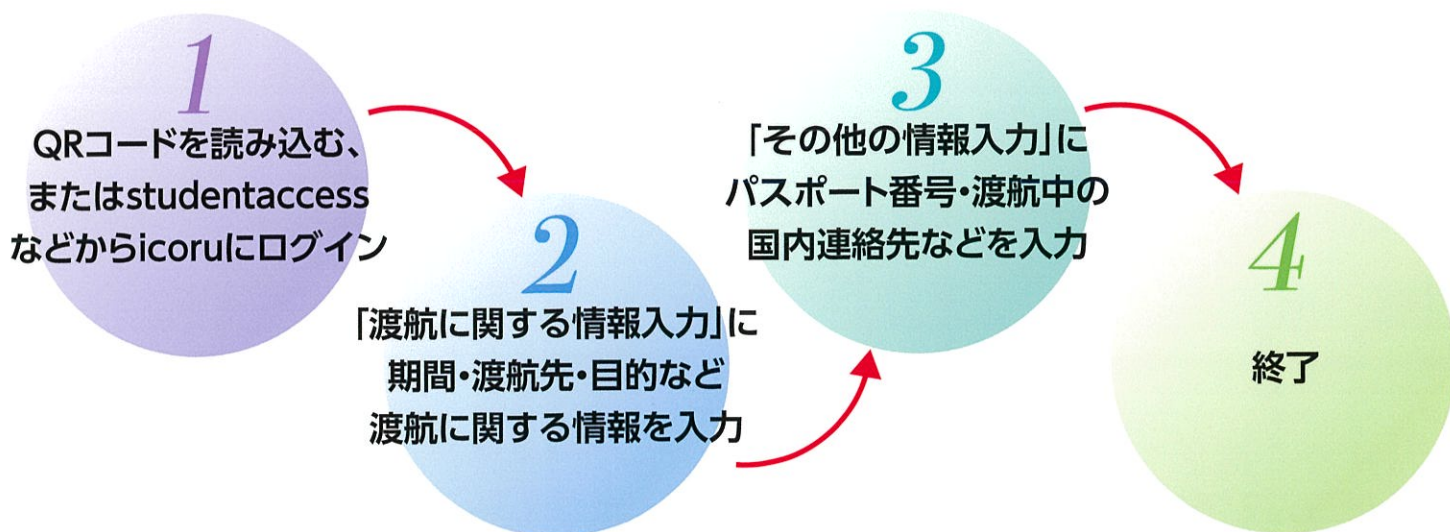 1
QRコードを読み込む、
またはstudentaccess
などからicoruにログイン
2
「渡航に関する情報入力」に
期間・渡航先・目的など
渡航に関する情報を入力
3
「その他の情報入力」に
パスポート番号・渡航中の
国内連絡先などを入力
4
終了